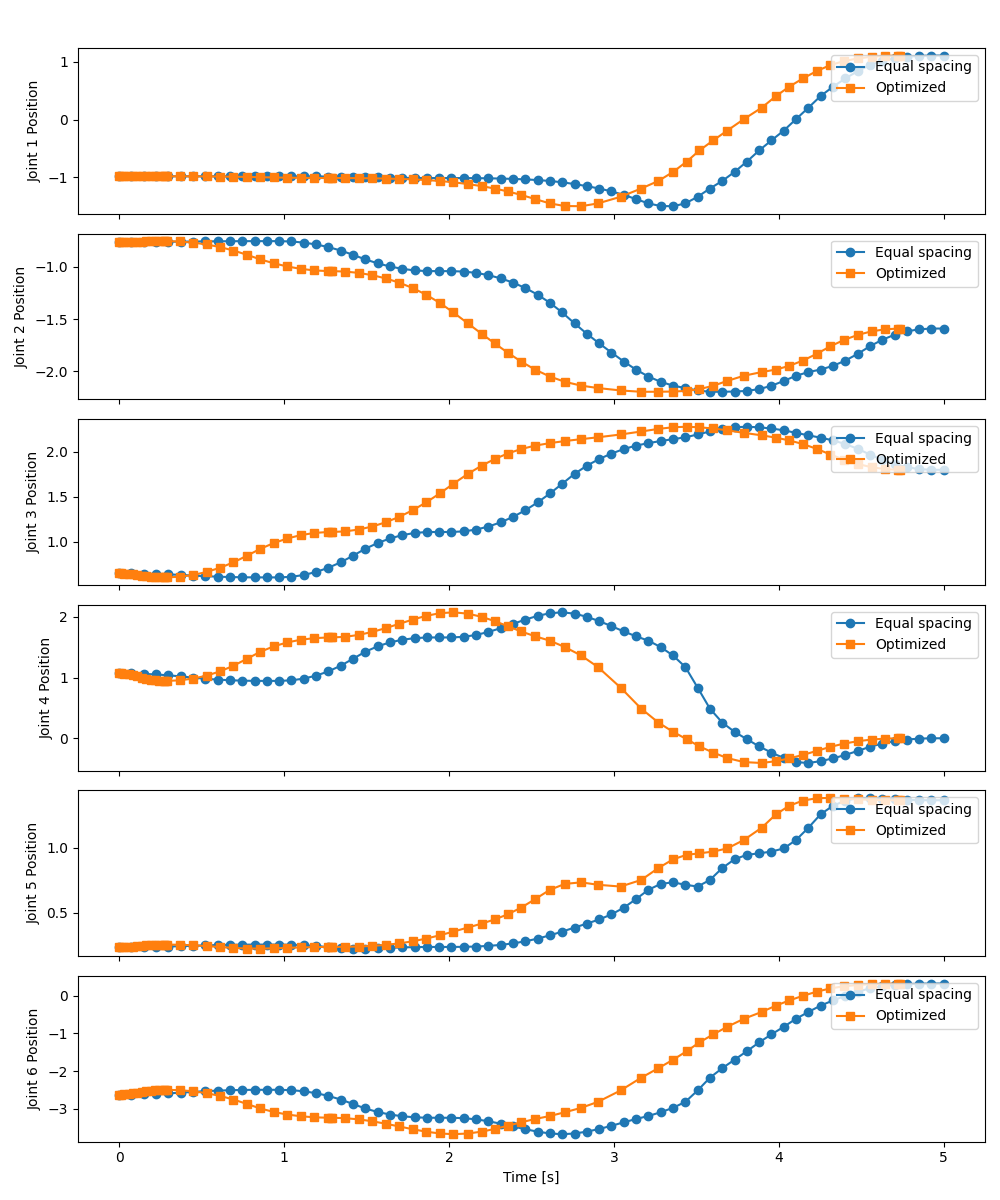 Joint 1 Position
1
0
−1
Equal spacing
Optimized
Joint 2 Position
−1.0
−1.5
−2.0
Equal spacing
Optimized
Joint 3 Position
2.0
1.5
1.0
Equal spacing
Optimized
Joint 4 Position
2
1
0
Equal spacing
Optimized
Joint 5 Position
1.0
0.5
Equal spacing
Optimized
Joint 6 Position
0
−1
−2
−3
Equal spacing
Optimized
0 1 2 3 4 5
Time [s]